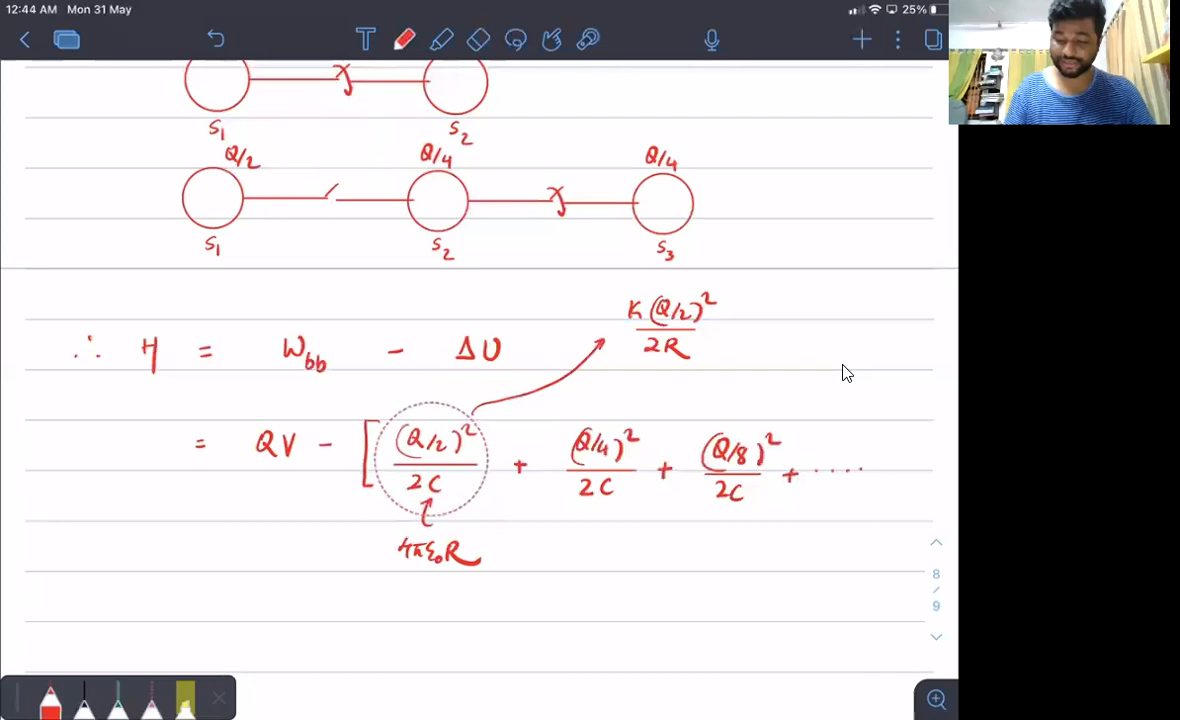 12:44 AM Mon 31 May 25%
T
S₁ S₂
Q/2 Q/4 Q/4
S₁ S₂ S₃
K(Q/2)²
∴ H = W_bb - ΔU 2R
= QV - [ (Q/2)²/2C + (Q/4)²/2C + (Q/8)²/2C + ....
4πε₀R
8
/
9